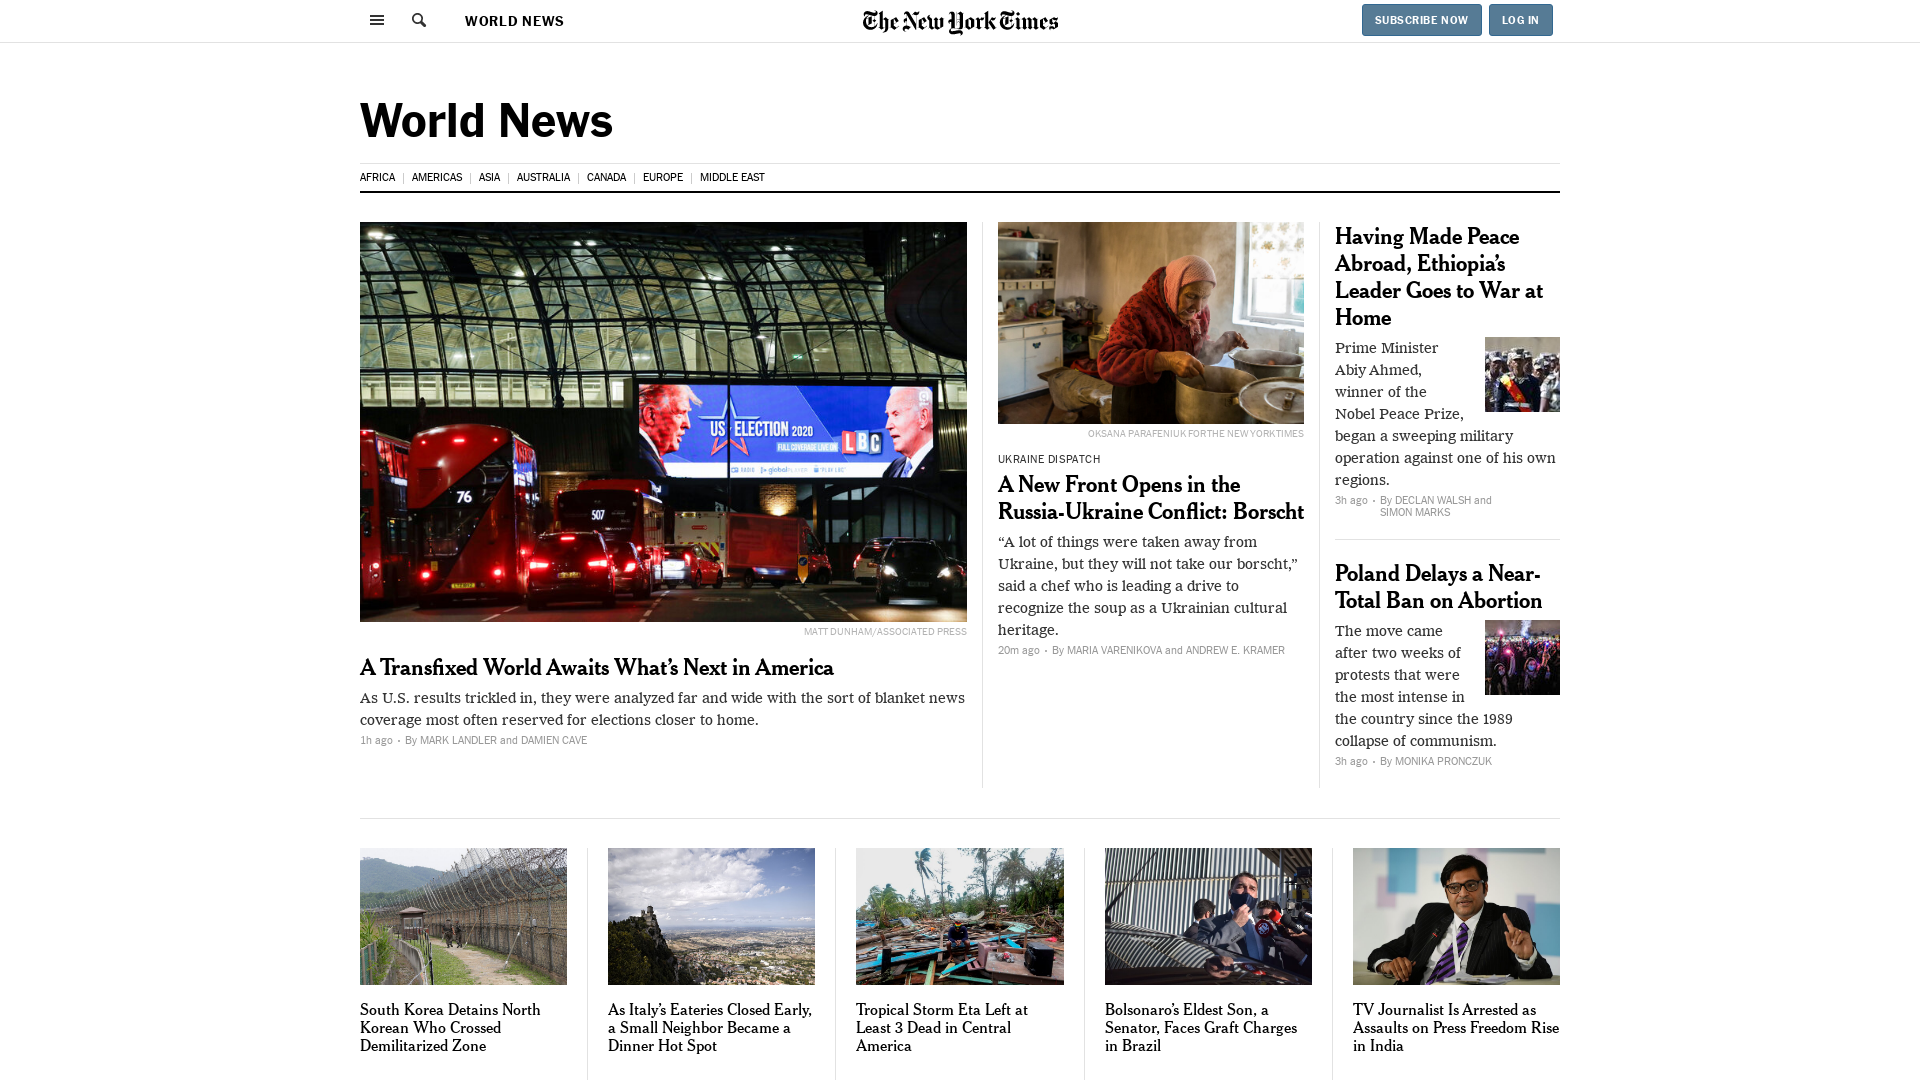 WORLD NEWS
The New York Times
SUBSCRIBE NOW
LOG IN
World News
AFRICA
AMERICAS
ASIA
AUSTRALIA
CANADA
EUROPE
MIDDLE EAST
76
507
US ELECTION 2020
FULL COVERAGE LIVE ON
LBC
MATT DUNHAM/ASSOCIATED PRESS
A Transfixed World Awaits What’s Next in America
As U.S. results trickled in, they were analyzed far and wide with the sort of blanket news
coverage most often reserved for elections closer to home.
1h ago • By MARK LANDLER and DAMIEN CAVE
OKSANA PARAFENIUK FOR THE NEW YORK TIMES
UKRAINE DISPATCH
A New Front Opens in the
Russia-Ukraine Conflict: Borscht
“A lot of things were taken away from
Ukraine, but they will not take our borscht,”
said a chef who is leading a drive to
recognize the soup as a Ukrainian cultural
heritage.
20m ago • By MARIA VARENIKOVA and ANDREW E. KRAMER
Having Made Peace
Abroad, Ethiopia’s
Leader Goes to War at
Home
Prime Minister
Abiy Ahmed,
winner of the
Nobel Peace Prize,
began a sweeping military
operation against one of his own
regions.
3h ago • By DECLAN WALSH and
SIMON MARKS
Poland Delays a Near-
Total Ban on Abortion
The move came
after two weeks of
protests that were
the most intense in
the country since the 1989
collapse of communism.
3h ago • By MONIKA PRONCZUK
South Korea Detains North
Korean Who Crossed
Demilitarized Zone
As Italy’s Eateries Closed Early,
a Small Neighbor Became a
Dinner Hot Spot
Tropical Storm Eta Left at
Least 3 Dead in Central
America
Bolsonaro’s Eldest Son, a
Senator, Faces Graft Charges
in Brazil
TV Journalist Is Arrested as
Assaults on Press Freedom Rise
in India